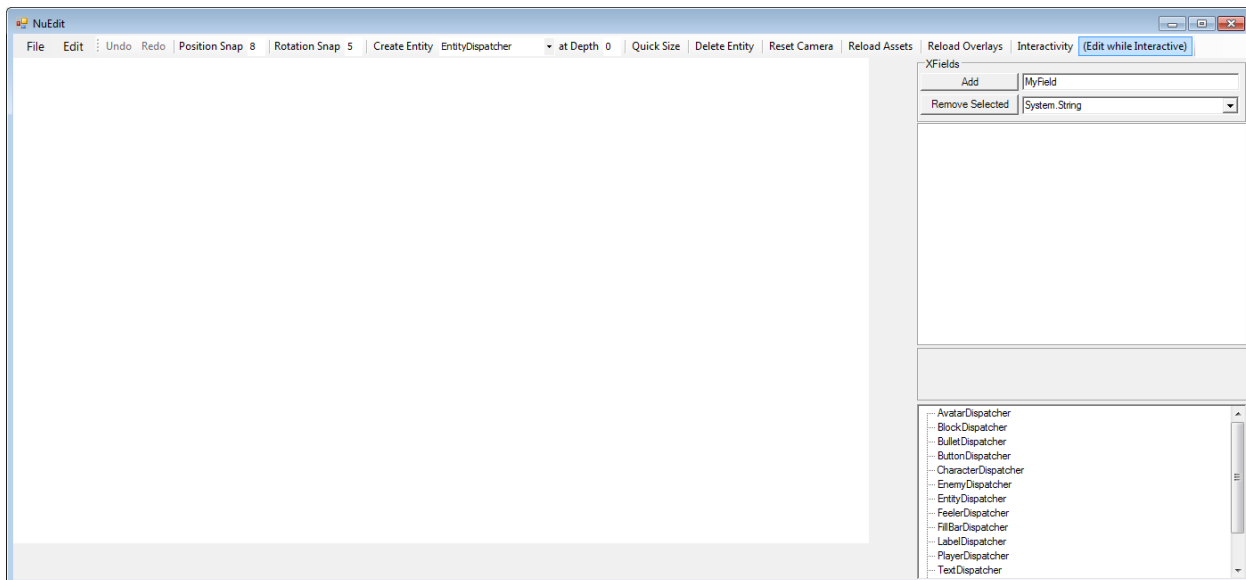 NuEdit
File Edit Undo Redo Position Snap 8 Rotation Snap 5 Create Entity EntityDispatcher at Depth 0 Quick Size Delete Entity Reset Camera Reload Assets Reload Overlays Interactivity (Edit while Interactive)
XFields
Add MyField
Remove Selected System.String
AvatarDispatcher
BlockDispatcher
BulletDispatcher
ButtonDispatcher
CharacterDispatcher
EnemyDispatcher
EntityDispatcher
FeelerDispatcher
FillBarDispatcher
LabelDispatcher
PlayerDispatcher
TextDispatcher